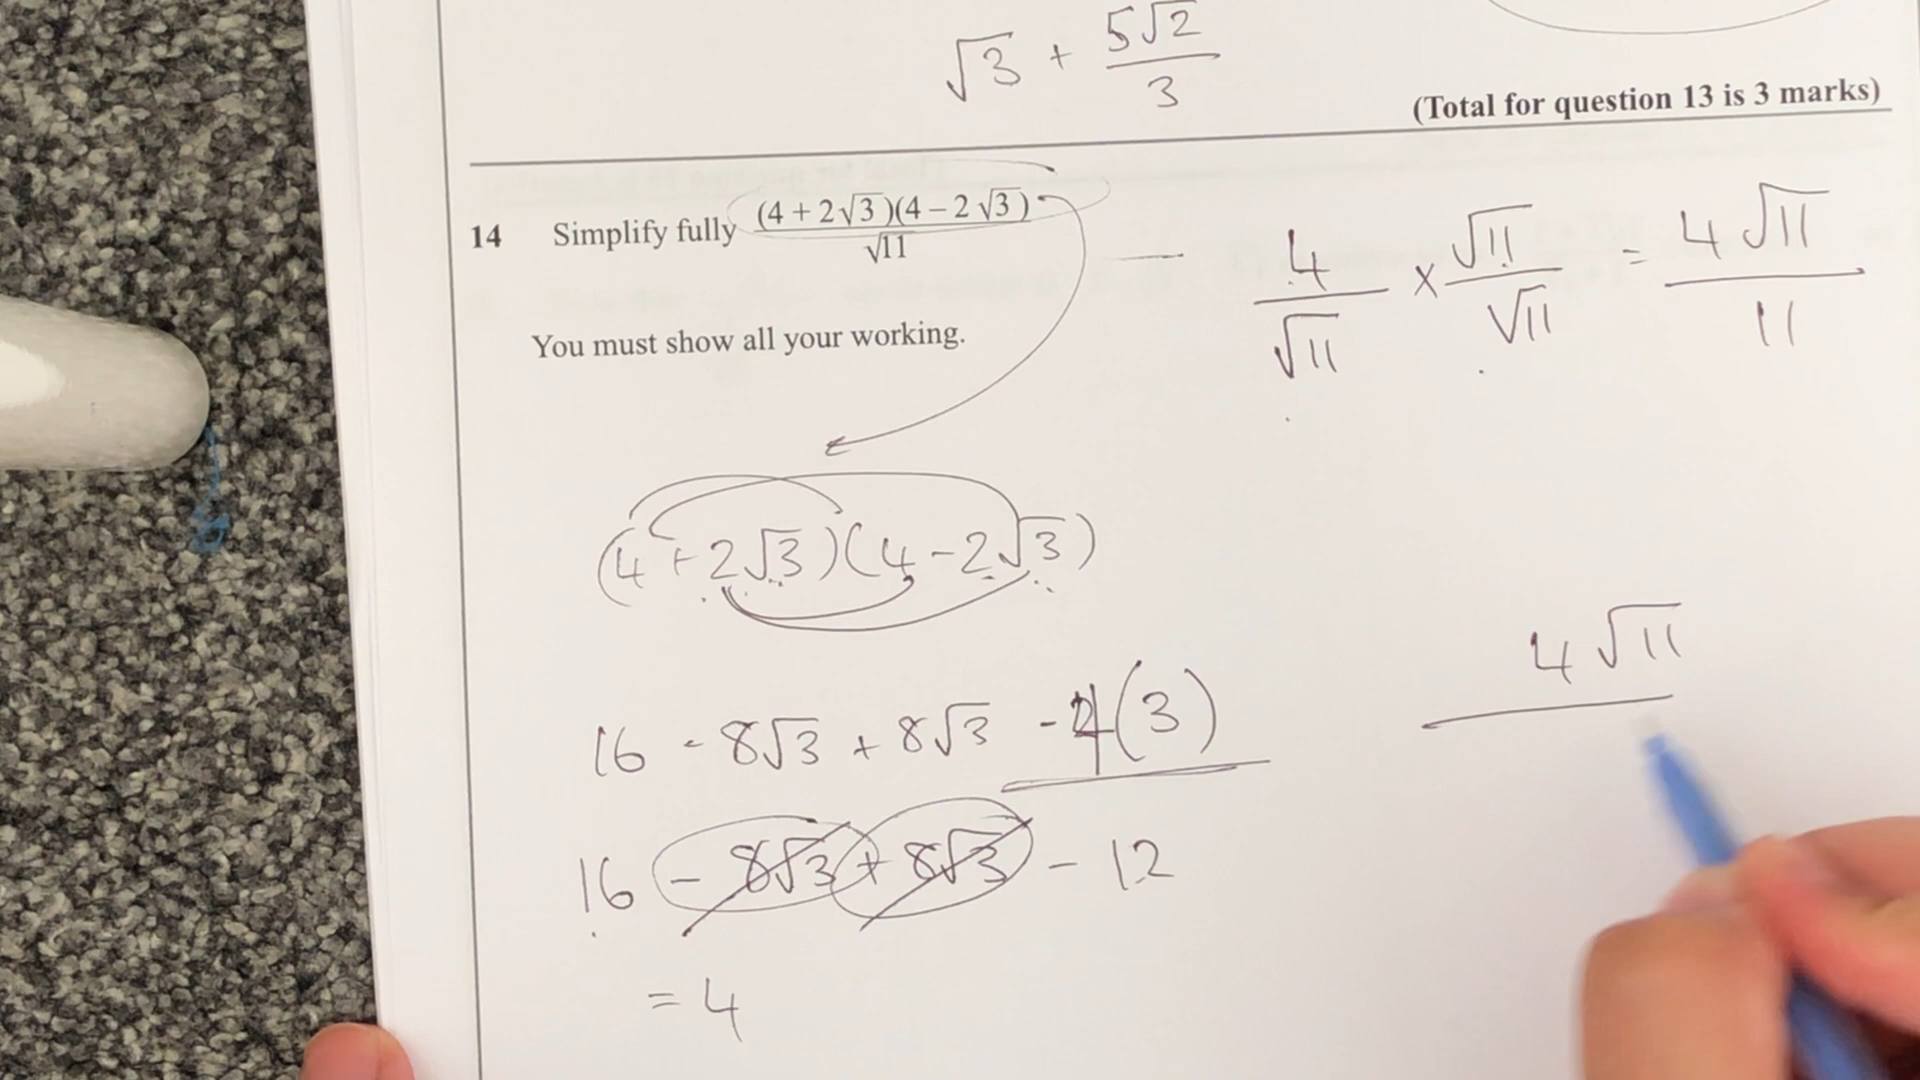 √3 + 5√2/3
(Total for question 13 is 3 marks)
14 Simplify fully (4 + 2√3)(4 – 2√3)/√11
4/√11 × √11/√11 = 4√11/11
You must show all your working.
(4 + 2√3)(4 - 2√3)
4√11
16 - 8√3 + 8√3 - 4(3)
16 - 8√3 + 8√3 - 12
= 4